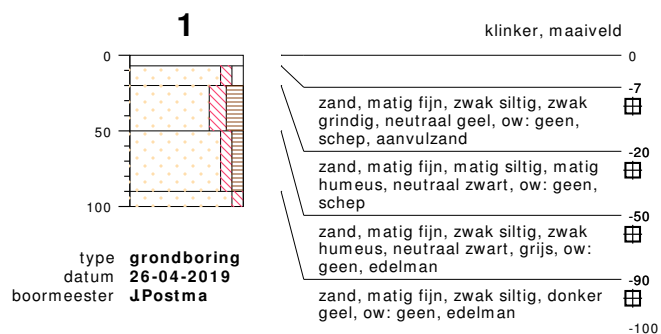 1
klinker, maaiveld
0
0
-7
zand, matig fijn, zwak siltig, zwak
grindig, neutraal geel, ow: geen,
schep, aanvulzand
50
-20
zand, matig fijn, matig siltig, matig
humeus, neutraal zwart, ow: geen,
schep
100
-50
zand, matig fijn, zwak siltig, zwak
humeus, neutraal zwart, grijs, ow:
geen, edelman
type grondboring
datum 26-04-2019
boormeester J.Postma
-90
zand, matig fijn, zwak siltig, donker
geel, ow: geen, edelman
-100